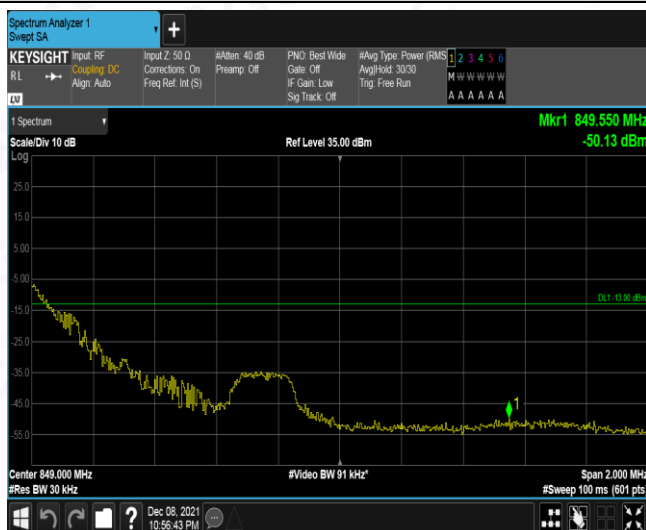 Spectrum Analyzer 1
Swept SA
+
KEYSIGHT
RL
LXI
Input: RF
Coupling: DC
Align: Auto
Input Z: 50 Ω
Corrections: On
Freq Ref: Int (S)
#Atten: 40 dB
Preamp: Off
PNO: Best Wide
Gate: Off
IF Gain: Low
Sig Track: Off
#Avg Type: Power (RMS
Avg|Hold: 30/30
Trig: Free Run
1 2 3 4 5 6
M W W W W W
A A A A A A
1 Spectrum
Scale/Div 10 dB
Ref Level 35.00 dBm
Mkr1 849.550 MHz
-50.13 dBm
Log
25.0
15.0
5.00
-5.00
-15.0
-25.0
-35.0
-45.0
-55.0
DL1 -13.00 dBm
1
Center 849.000 MHz
#Video BW 91 kHz*
Span 2.000 MHz
#Res BW 30 kHz
#Sweep 100 ms (601 pts)
?
Dec 08, 2021
10:56:43 PM